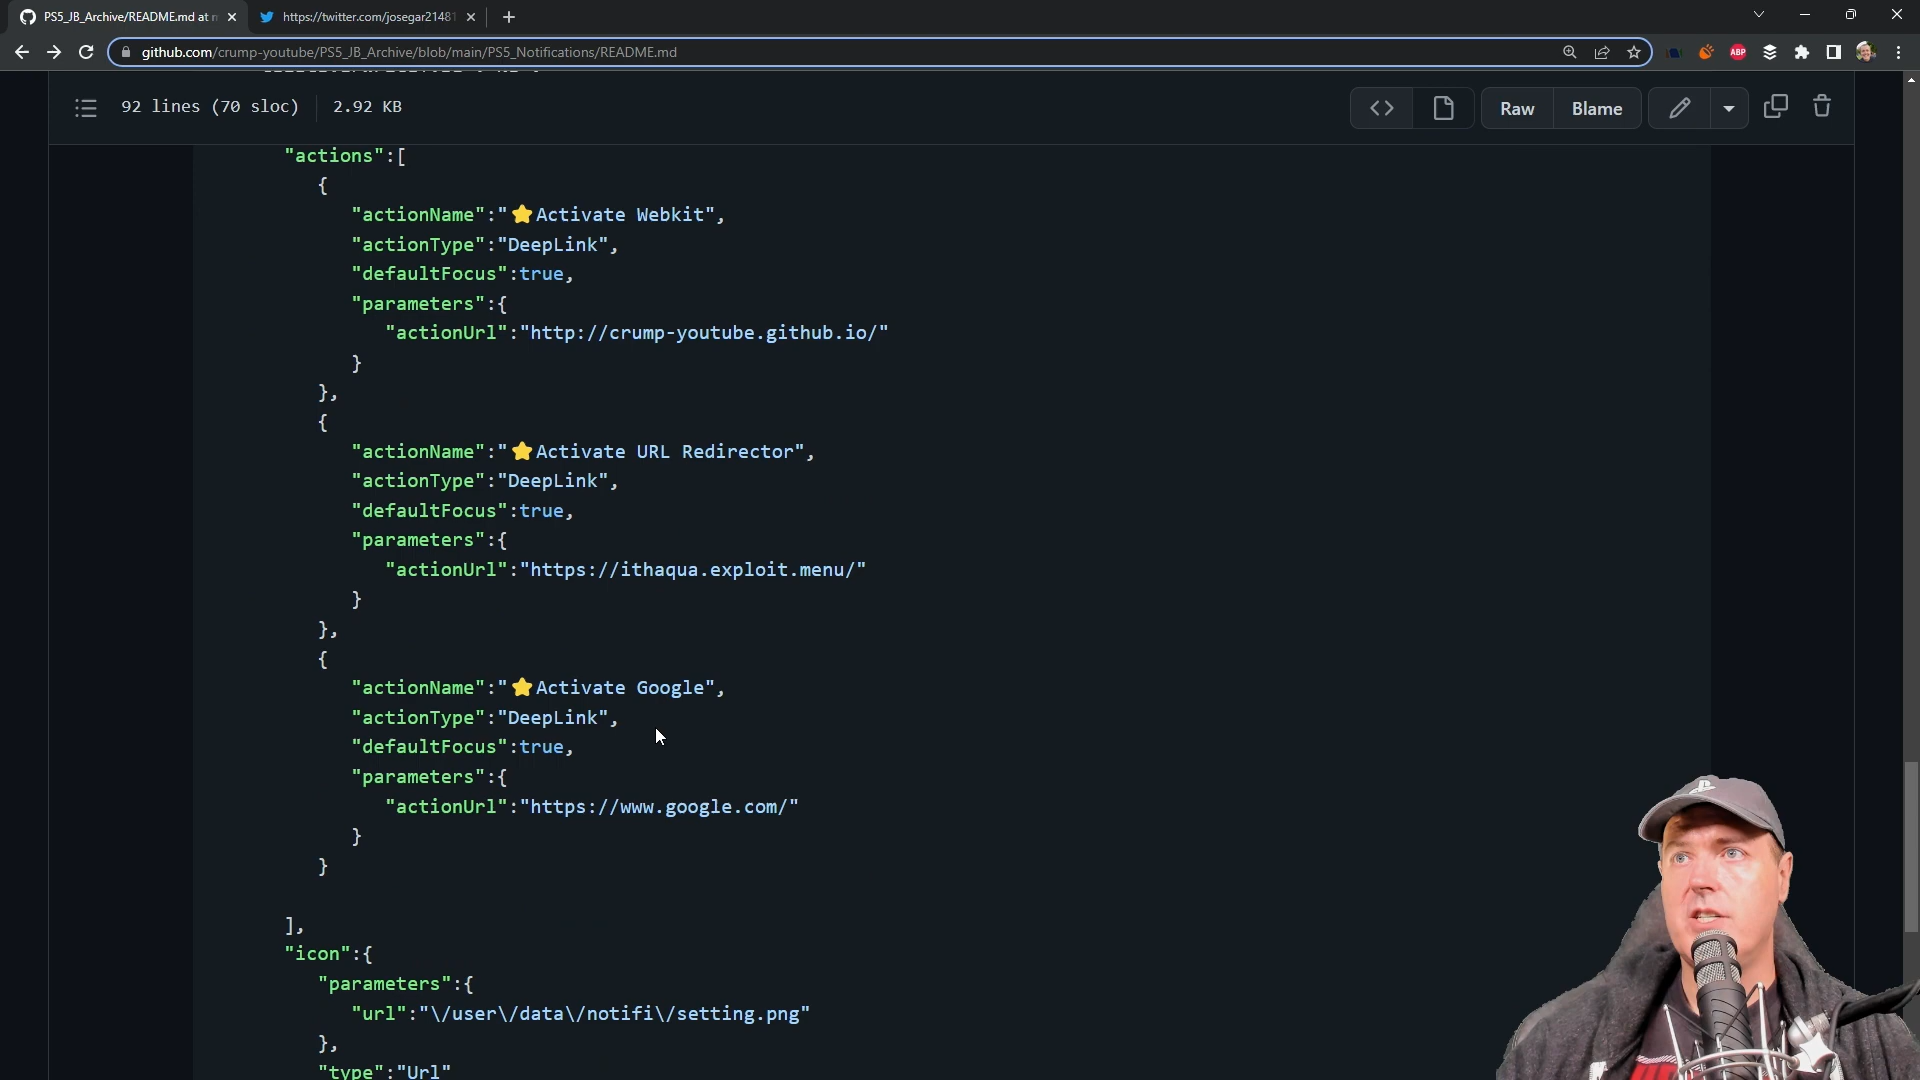 PS5_JB_Archive/README.md at
https://twitter.com/josegar21481
github.com/crump-youtube/PS5_JB_Archive/blob/main/PS5_Notifications/README.md
ABP
92 lines (70 sloc) 2.92 KB
Raw Blame
"actions":[
{
"actionName":"⭐Activate Webkit",
"actionType":"DeepLink",
"defaultFocus":true,
"parameters":{
"actionUrl":"http://crump-youtube.github.io/"
}
},
{
"actionName":"⭐Activate URL Redirector",
"actionType":"DeepLink",
"defaultFocus":true,
"parameters":{
"actionUrl":"https://ithaqua.exploit.menu/"
}
},
{
"actionName":"⭐Activate Google",
"actionType":"DeepLink",
"defaultFocus":true,
"parameters":{
"actionUrl":"https://www.google.com/"
}
}
],
"icon":{
"parameters":{
"url":"\/user\/data\/notifi\/setting.png"
},
"type":"Url"